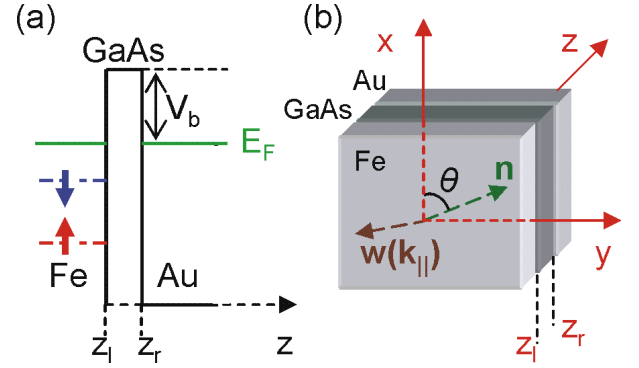 (a)
GaAs
V_b
E_F
Fe
Au
z_l
z_r
z
(b)
x
z
Au
GaAs
Fe
θ
n
w(k_||)
y
z_l
z_r